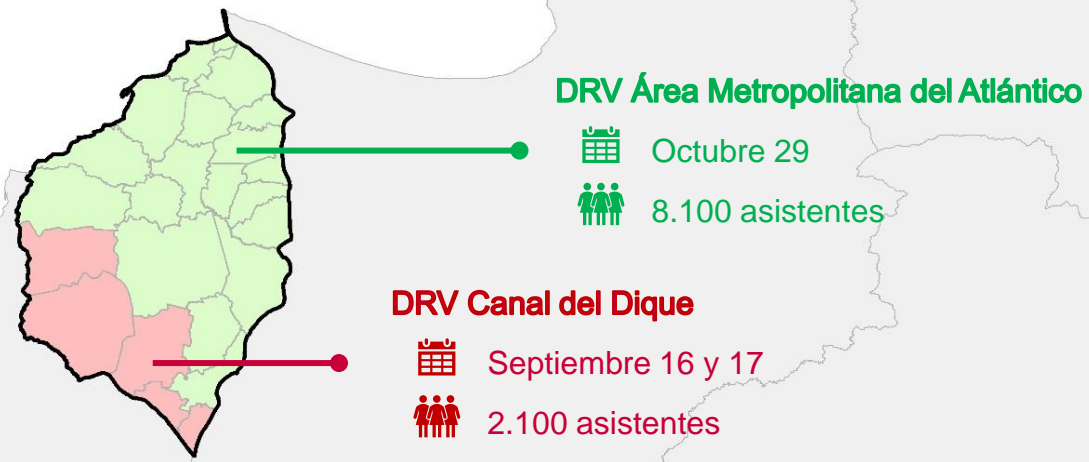 DRV Área Metropolitana del Atlántico
Octubre 29
8.100 asistentes
DRV Canal del Dique
Septiembre 16 y 17
2.100 asistentes